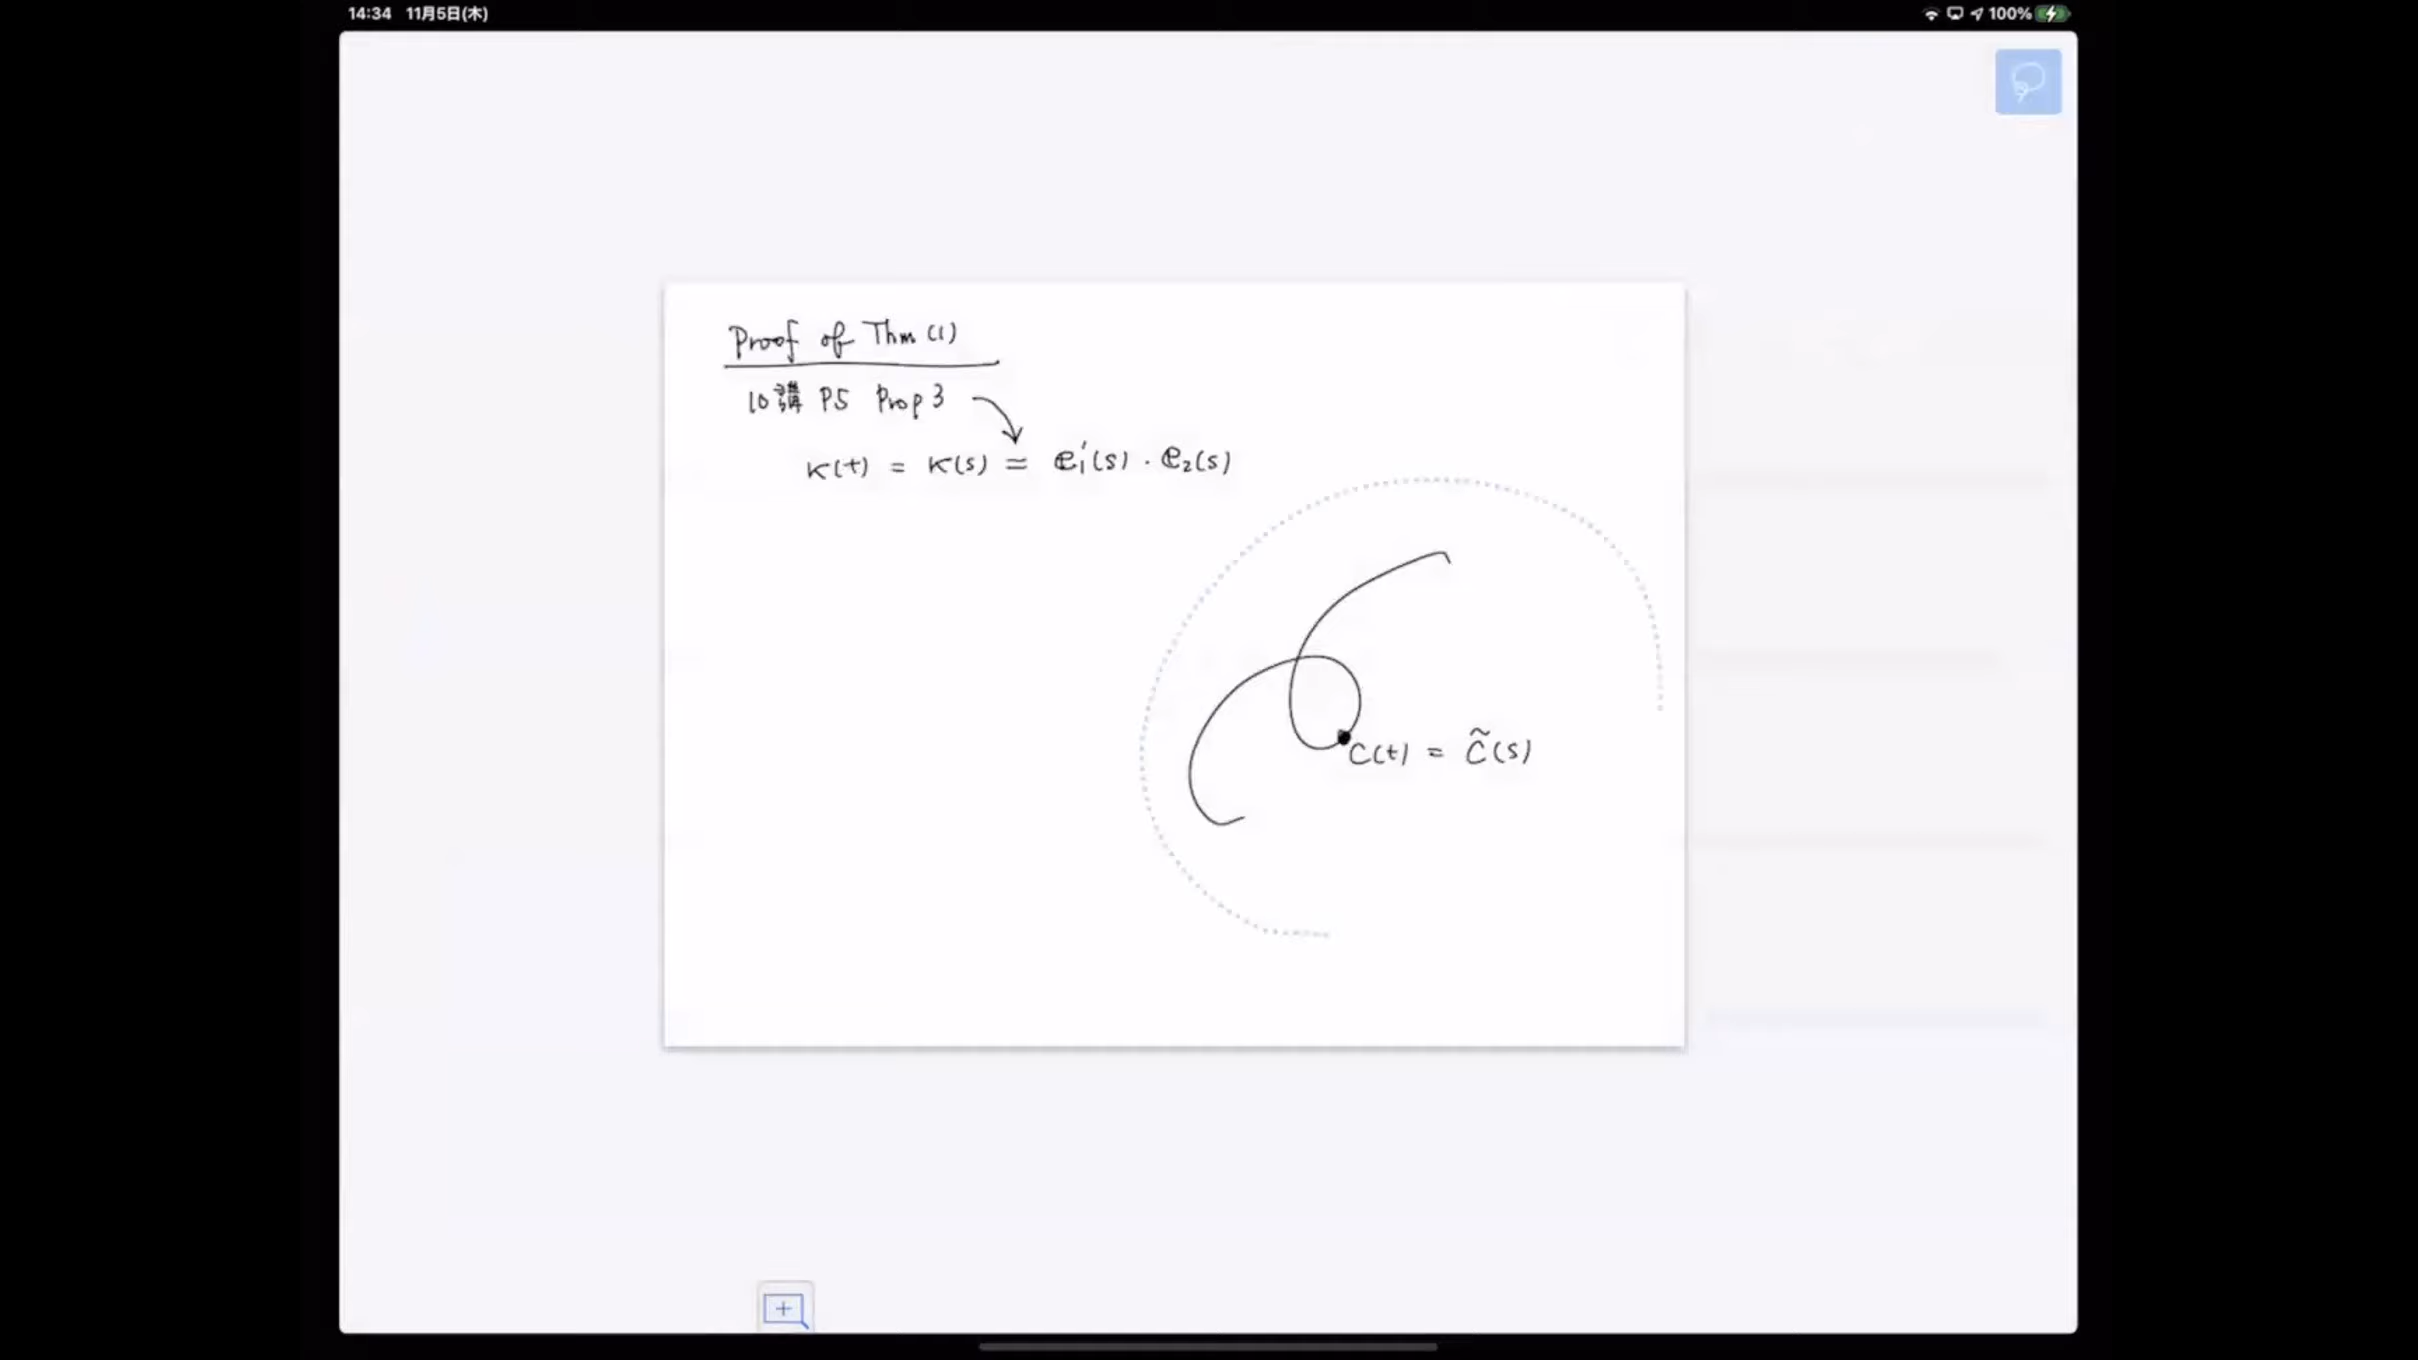 14:34 11月5日(木)
100%
Proof of Thm (1)
10講 P5 Prop 3
κ(t) = κ(s) = e₁'(s) · e₂(s)
C(t) = C̃(s)